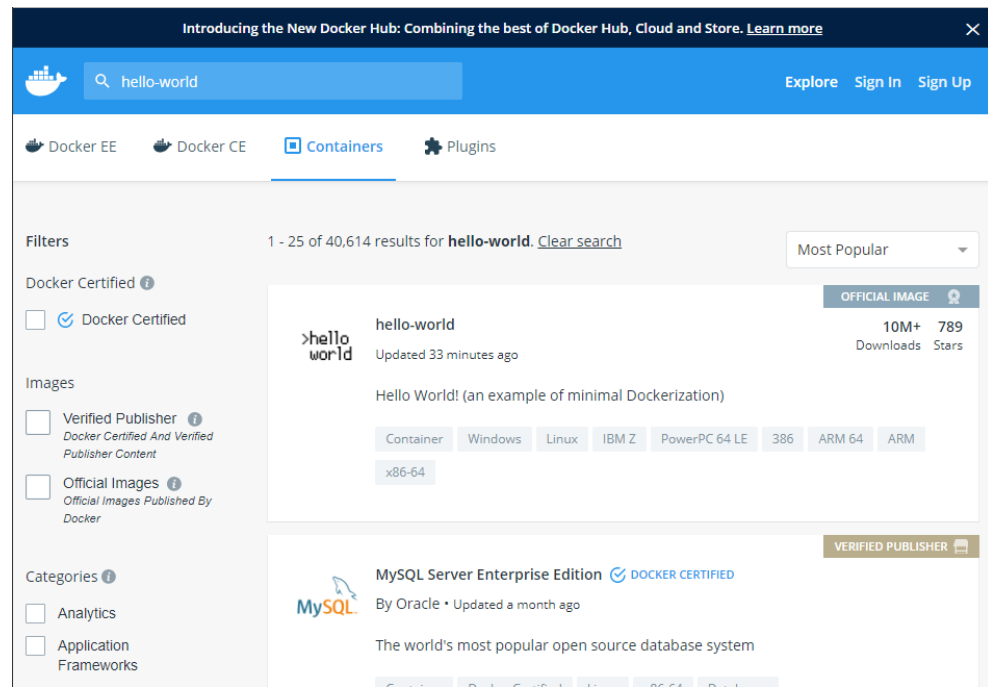 Introducing the New Docker Hub: Combining the best of Docker Hub, Cloud and Store. Learn more
hello-world
Explore Sign In Sign Up
Docker EE Docker CE Containers Plugins
Filters
1 - 25 of 40,614 results for hello-world. Clear search
Most Popular
Docker Certified
Docker Certified
Images
Verified Publisher
Docker Certified And Verified
Publisher Content
Official Images
Official Images Published By
Docker
Categories
Analytics
Application
Frameworks
OFFICIAL IMAGE
>hello
world
hello-world
10M+ 789
Updated 33 minutes ago
Downloads Stars
Hello World! (an example of minimal Dockerization)
Container Windows Linux IBM Z PowerPC 64 LE 386 ARM 64 ARM
x86-64
VERIFIED PUBLISHER
MySQL
MySQL Server Enterprise Edition DOCKER CERTIFIED
By Oracle • Updated a month ago
The world's most popular open source database system